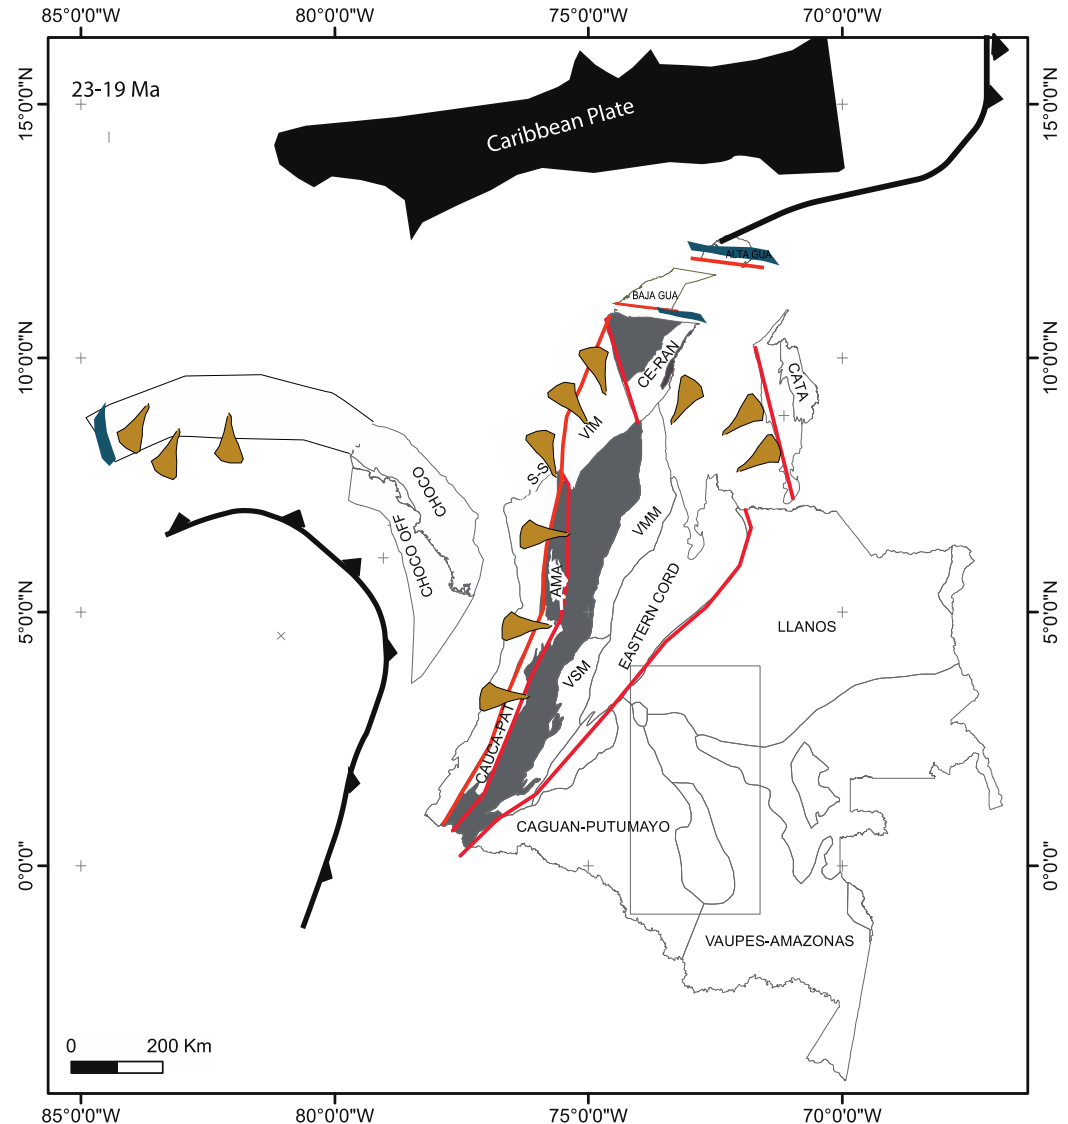 85°0'0"W 80°0'0"W 75°0'0"W 70°0'0"W
23-19 Ma
15°0'0"N
15°0'0"N
Caribbean Plate
ALTA GUA
BAJA GUA
10°0'0"N
10°0'0"N
CE-RAN
CATA
VIM
S-S
CHOCO
CHOCO OFF
VMM
AMA
5°0'0"N
5°0'0"N
EASTERN CORD
LLANOS
VSM
CAUCA-PAT
CAGUAN-PUTUMAYO
0°0'0"
0°0'0"
VAUPES-AMAZONAS
0 200 Km
85°0'0"W 80°0'0"W 75°0'0"W 70°0'0"W